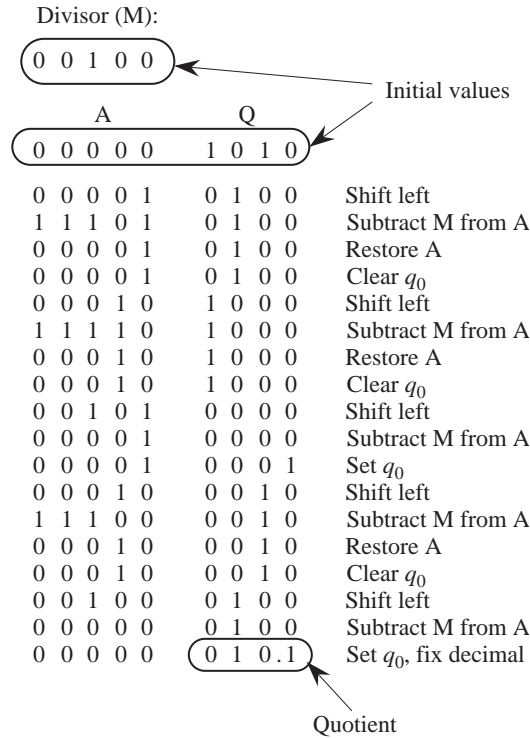 Divisor (M):
0 0 1 0 0
Initial values
A Q
0 0 0 0 0 1 0 1 0
0 0 0 0 1 0 1 0 0 Shift left
1 1 1 0 1 0 1 0 0 Subtract M from A
0 0 0 0 1 0 1 0 0 Restore A
0 0 0 0 1 0 1 0 0 Clear q0
0 0 0 1 0 1 0 0 0 Shift left
1 1 1 1 0 1 0 0 0 Subtract M from A
0 0 0 1 0 1 0 0 0 Restore A
0 0 0 1 0 1 0 0 0 Clear q0
0 0 1 0 1 0 0 0 0 Shift left
0 0 0 0 1 0 0 0 0 Subtract M from A
0 0 0 0 1 0 0 0 1 Set q0
0 0 0 1 0 0 0 1 0 Shift left
1 1 1 0 0 0 0 1 0 Subtract M from A
0 0 0 1 0 0 0 1 0 Restore A
0 0 0 1 0 0 0 1 0 Clear q0
0 0 1 0 0 0 1 0 0 Shift left
0 0 0 0 0 0 1 0 0 Subtract M from A
0 0 0 0 0 0 1 0 . 1 Set q0, fix decimal
Quotient